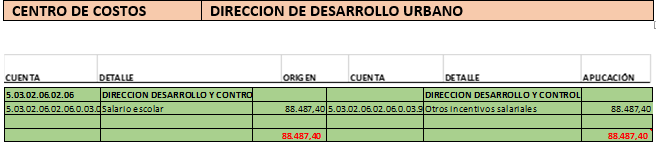 CENTRO DE COSTOS DIRECCION DE DESARROLLO URBANO
CUENTA DETALLE ORIGEN CUENTA DETALLE APLICACIÓN
5.03.02.06.02.06 DIRECCION DESARROLLO Y CONTRO DIRECCION DESARROLLO Y CONTROL
5.03.02.06.02.06.0.03.0 Salario escolar 88.487,40 5.03.02.06.02.06.0.03.9 Otros incentivos salariales 88.487,40
88.487,40 88.487,40